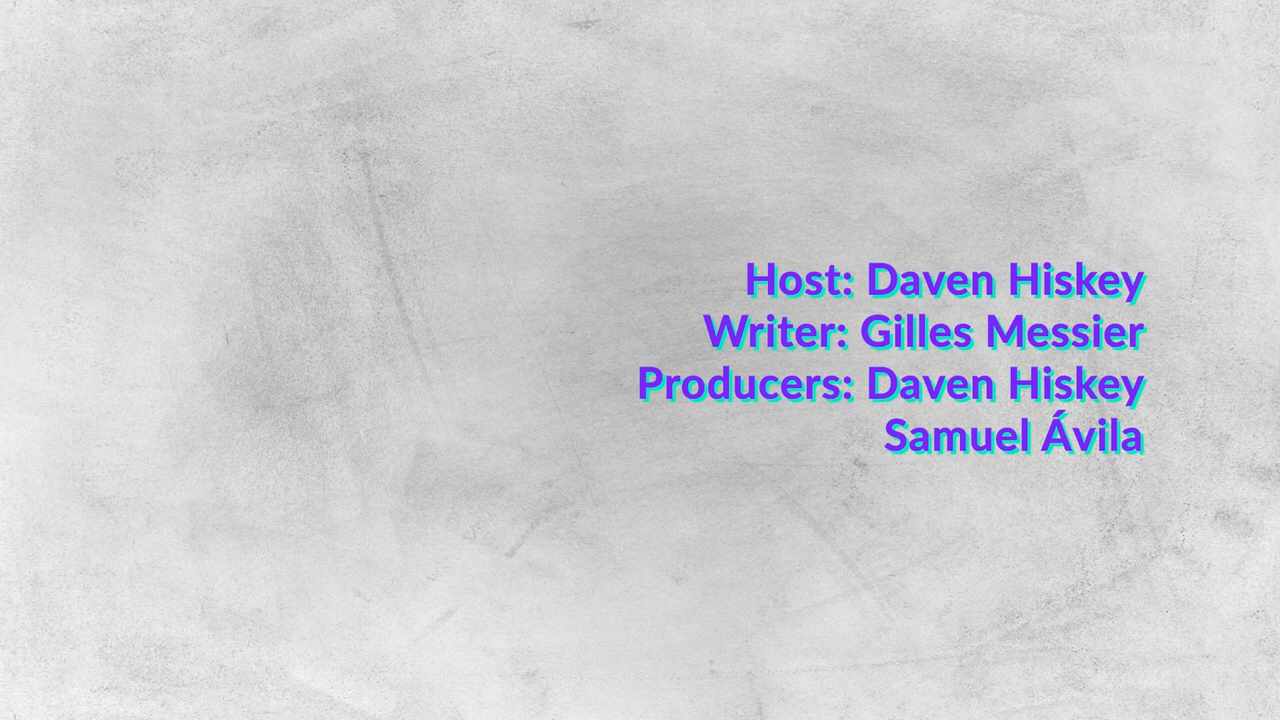 Host: Daven Hiskey
Writer: Gilles Messier
Producers: Daven Hiskey
Samuel Ávila